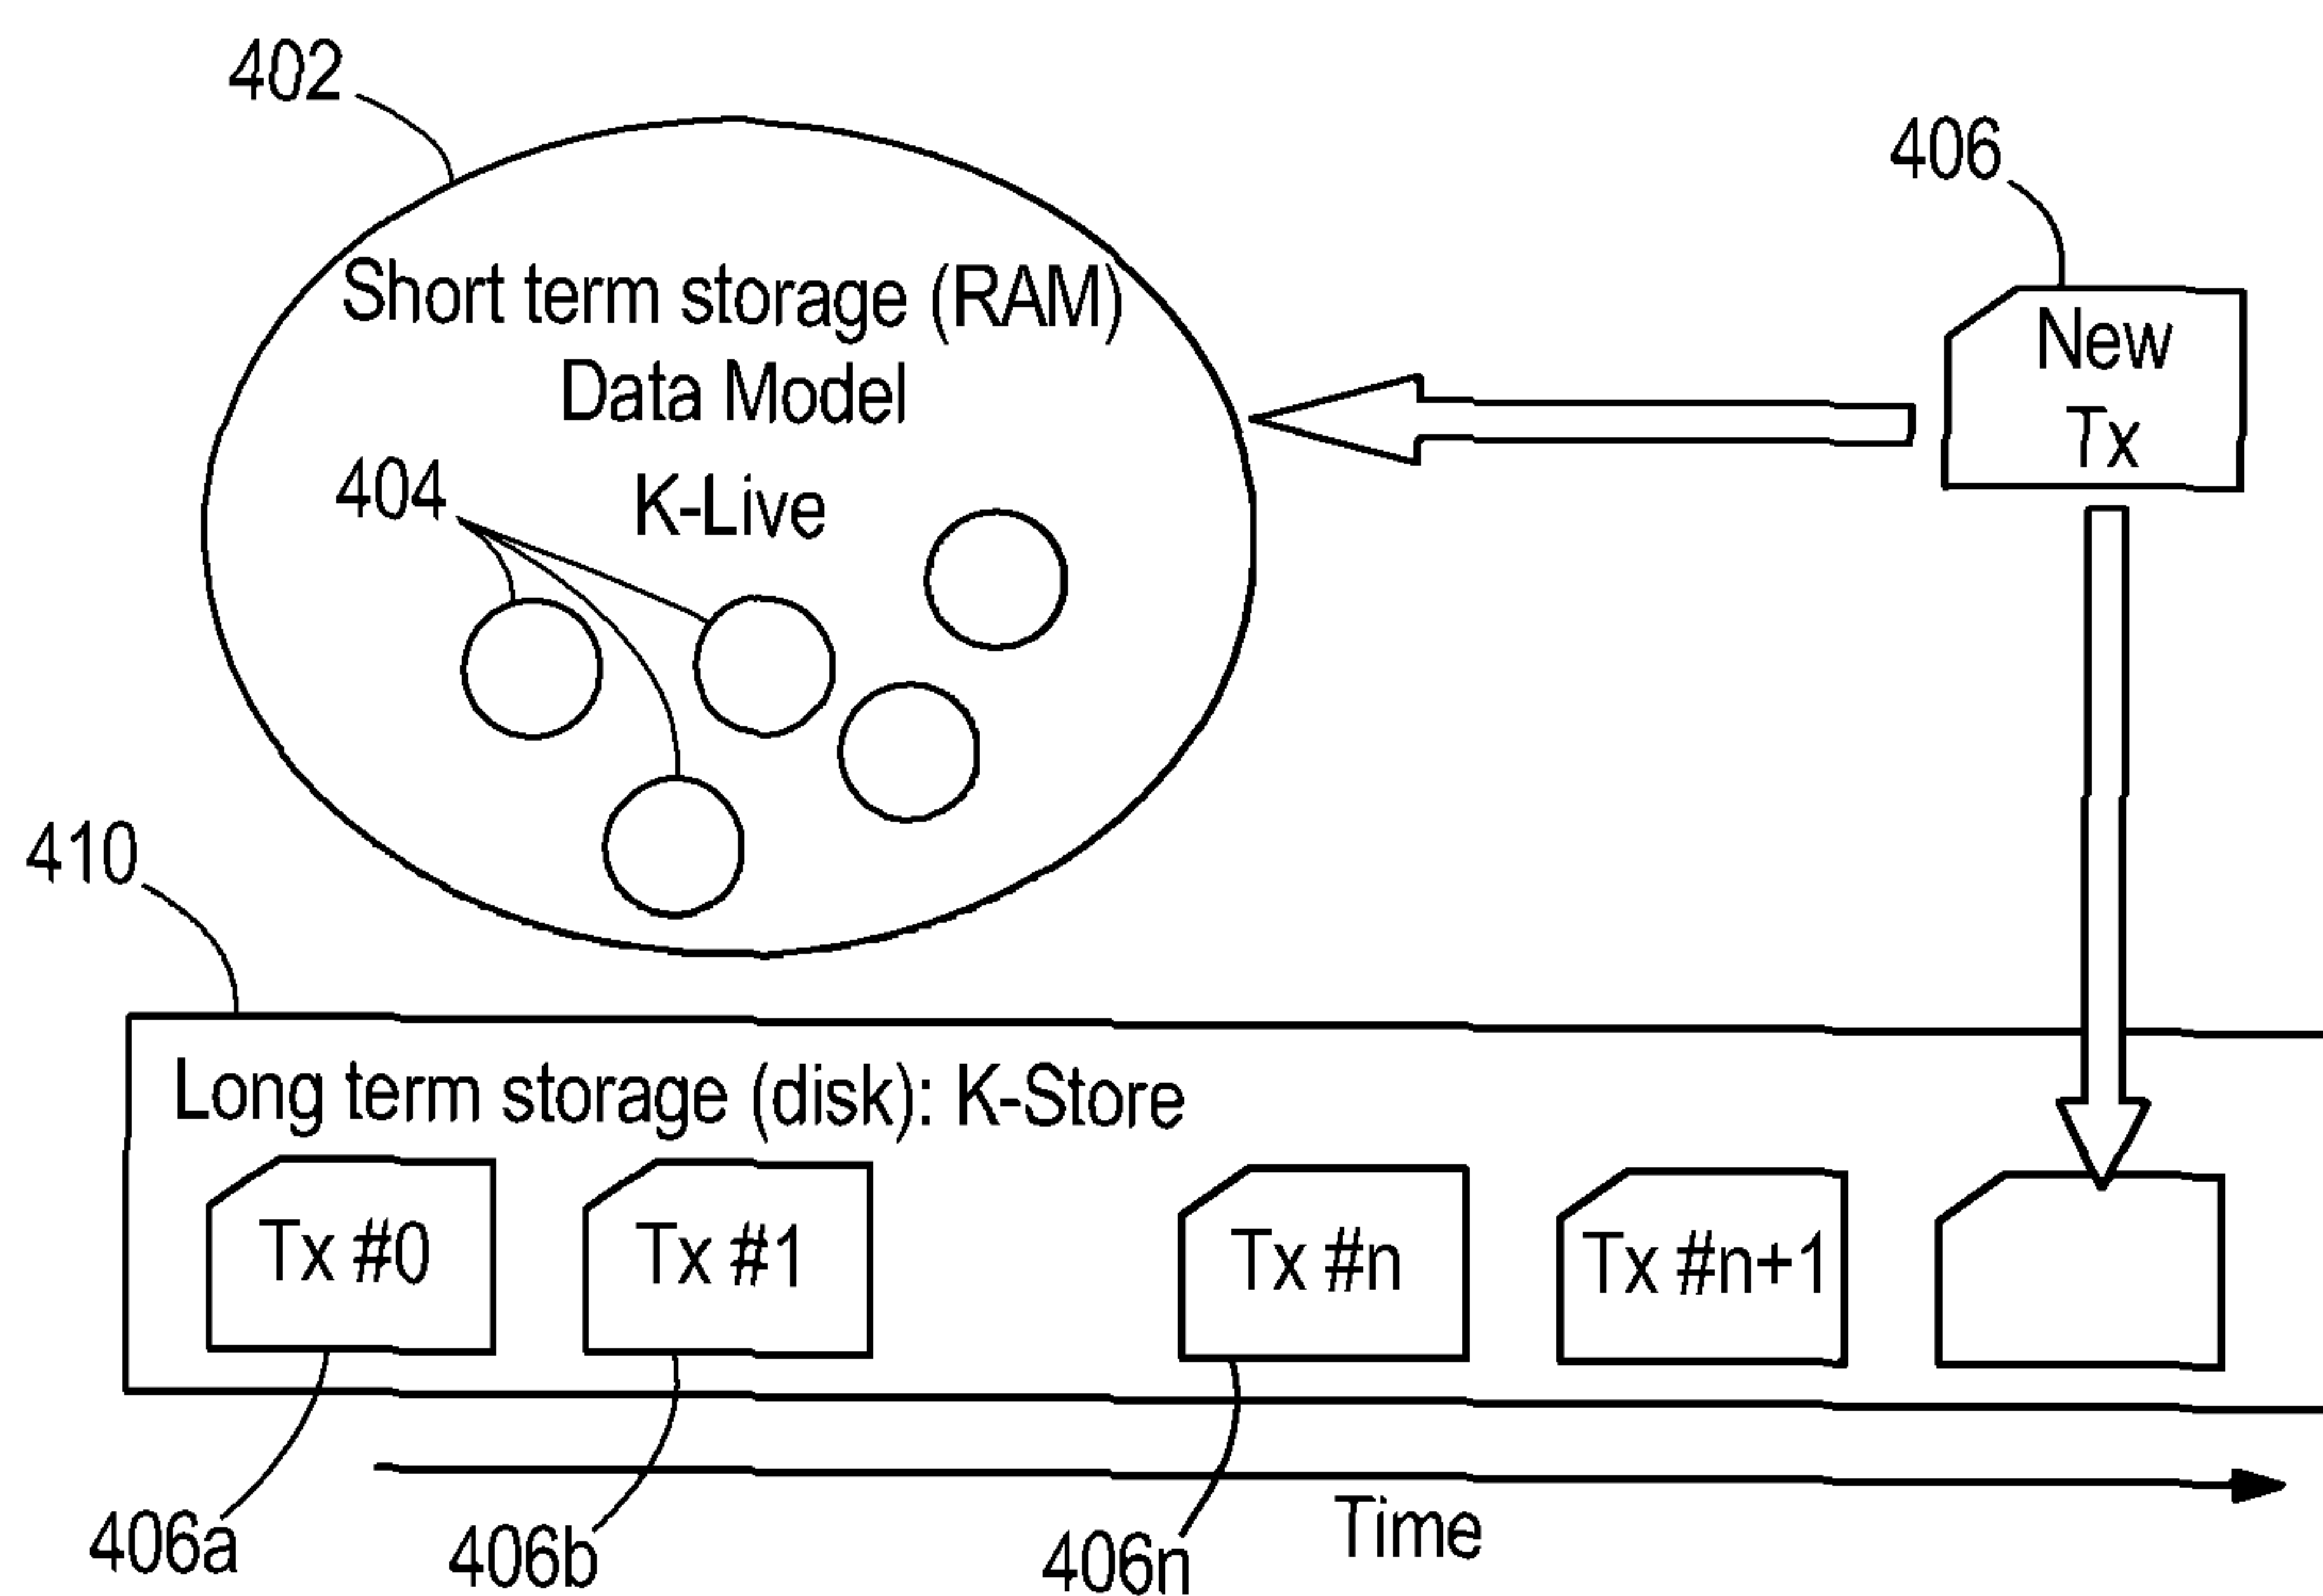 402
406
Short term storage (RAM)
Data Model
K-Live
New
Tx
404
410
Long term storage (disk): K-Store
Tx #0
Tx #1
Tx #n
Tx #n+1
Time
406a
406b
406n